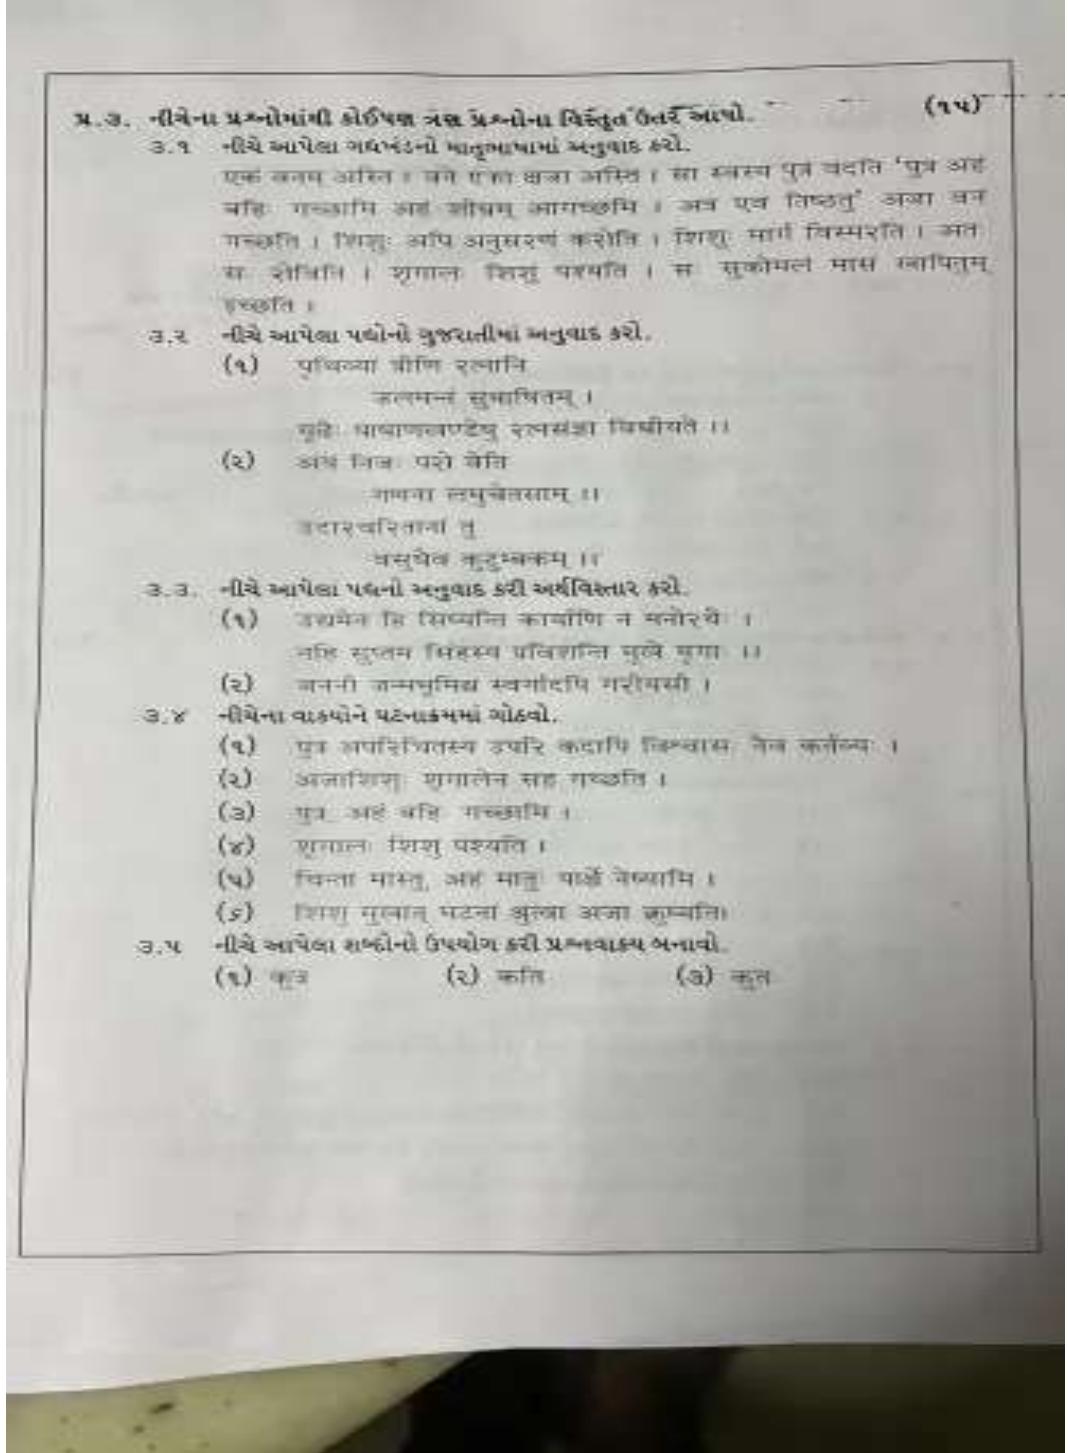 પ્ર.૩. નીચેના પ્રશ્નોમાંથી કોઈપણ ત્રણ પ્રશ્નોના વિસ્તૃત ઉત્તર આપો. (૧૫)
૩.૧ નીચે આપેલા ગદ્યખંડનો માતૃભાષામાં અનુવાદ કરો.
एकं वनम् अस्ति । वने एका अजा अस्ति । सा स्वस्य पुत्रं वदति 'पुत्र अहं
बहिः गच्छामि अहं शीघ्रम् आगच्छमि । अत्र एव तिष्ठतु' अजा वनं
गच्छति । शिशुः अपि अनुसरणं करोति । शिशुः मार्गं विस्मरति । अतः
सः रोदिति । शृगालः शिशुं पश्यति । सः सुकोमलं मांसं खादितुम्
इच्छति ।
૩.૨ નીચે આપેલા પદ્યોનો ગુજરાતીમાં અનુવાદ કરો.
(૧) पृथिव्यां त्रीणि रत्नानि
जलमन्नं सुभाषितम् ।
मूढैः पाषाणखण्डेषु रत्नसंज्ञा विधीयते ।।
(૨) अयं निजः परो वेति
गणना लघुचेतसाम् ।।
उदारचरितानां तु
वसुधैव कुटुम्बकम् ।।
૩.૩. નીચે આપેલા પદ્યનો અનુવાદ કરી અર્થવિસ્તાર કરો.
(૧) उद्यमेन हि सिध्यन्ति कार्याणि न मनोरथैः ।
नहि सुप्तस्य सिंहस्य प्रविशन्ति मुखे मृगाः ।।
(૨) जननी जन्मभूमिश्च स्वर्गादपि गरीयसी ।
૩.૪ નીચેના વાક્યોને ઘટનાક્રમમાં ગોઠવો.
(૧) पुत्र अपरिचितस्य उपरि कदापि विश्वासः नैव कर्तव्यः ।
(૨) अजाशिशुः शृगालेन सह गच्छति ।
(૩) पुत्र अहं बहिः गच्छामि ।
(૪) शृगालः शिशुं पश्यति ।
(૫) चिन्ता मास्तु, अहं मातुः पार्श्वे नेष्यामि ।
(૬) शिशु मुखात् घटनां श्रुत्वा अजा क्रुध्यति।
૩.૫ નીચે આપેલા શબ્દોનો ઉપયોગ કરી પ્રશ્નવાક્ય બનાવો.
(૧) कुत्र (૨) कति (૩) कुतः